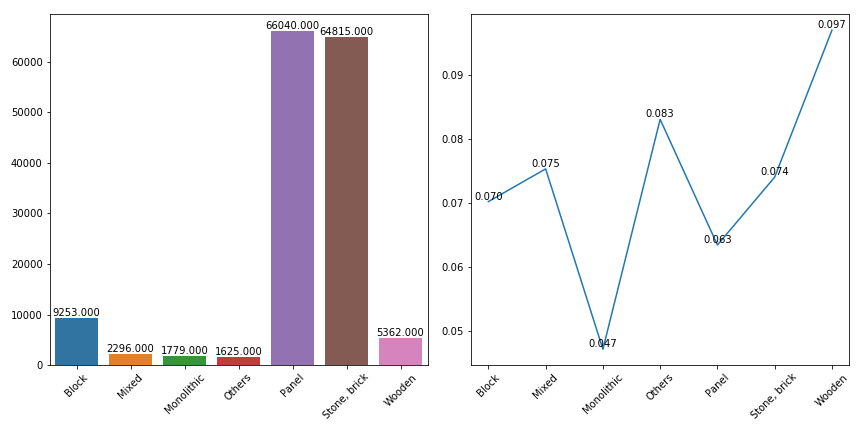 66040.000
64815.000
60000
50000
40000
30000
20000
10000
9253.000
2296.000
1779.000
1625.000
5362.000
0
Block
Mixed
Monolithic
Others
Panel
Stone, brick
Wooden
0.097
0.09
0.083
0.08
0.075
0.074
0.070
0.07
0.063
0.06
0.047
0.05
Block
Mixed
Monolithic
Others
Panel
Stone, brick
Wooden